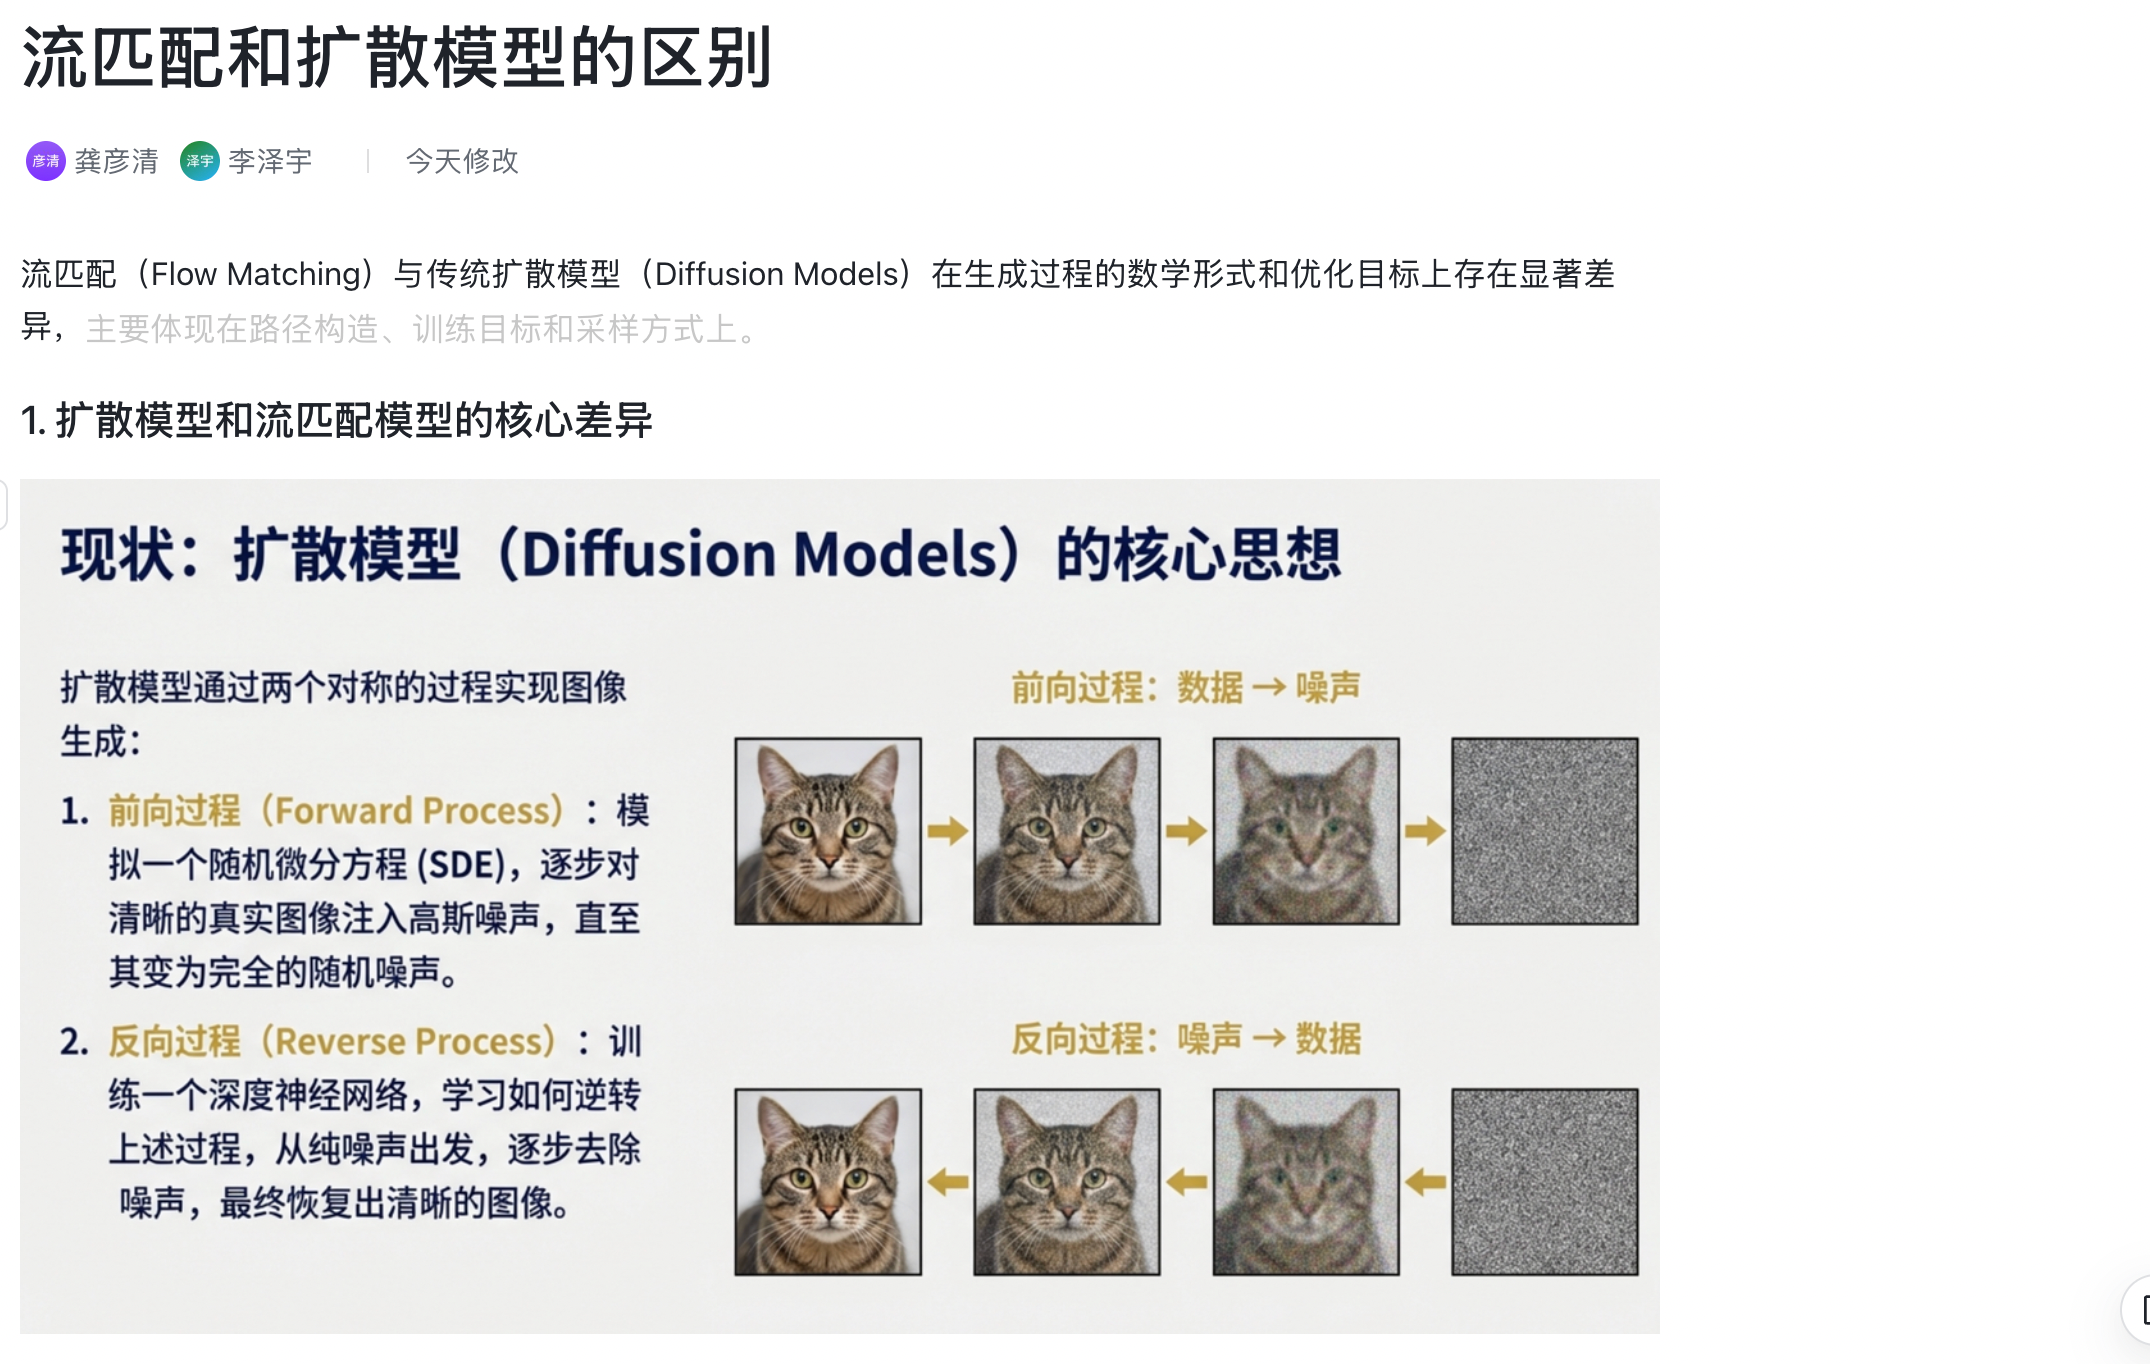 流匹配和扩散模型的区别
彦清 龚彦清 泽宇 李泽宇 今天修改
流匹配（Flow Matching）与传统扩散模型（Diffusion Models）在生成过程的数学形式和优化目标上存在显著差
异，主要体现在路径构造、训练目标和采样方式上。
1. 扩散模型和流匹配模型的核心差异
现状：扩散模型（Diffusion Models）的核心思想
扩散模型通过两个对称的过程实现图像
生成：
1. 前向过程（Forward Process）：模
拟一个随机微分方程 (SDE)，逐步对
清晰的真实图像注入高斯噪声，直至
其变为完全的随机噪声。
2. 反向过程（Reverse Process）：训
练一个深度神经网络，学习如何逆转
上述过程，从纯噪声出发，逐步去除
噪声，最终恢复出清晰的图像。
前向过程：数据 → 噪声
反向过程：噪声 → 数据